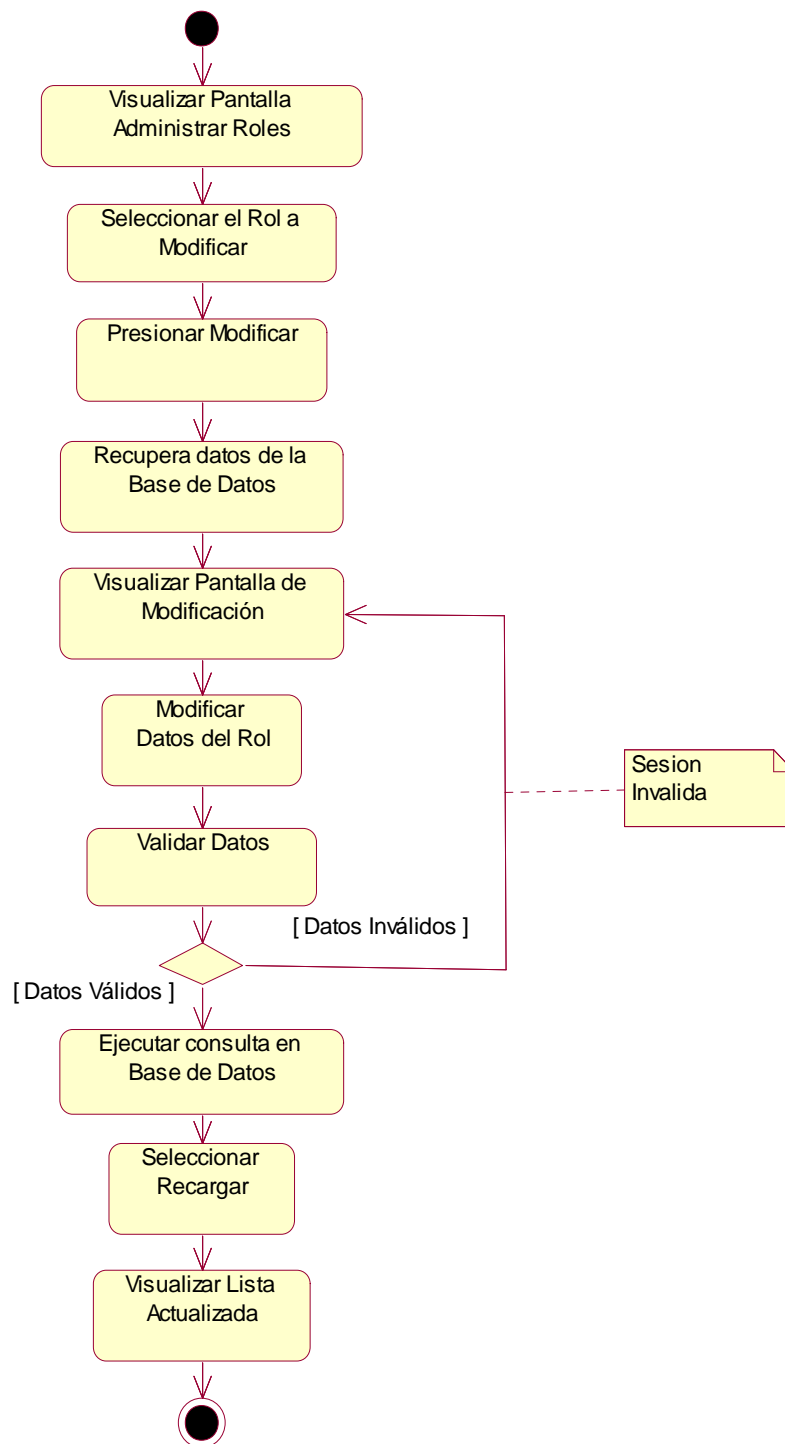 Visualizar Pantalla
Administrar Roles
Seleccionar el Rol a
Modificar
Presionar Modificar
Recupera datos de la
Base de Datos
Visualizar Pantalla de
Modificación
Modificar
Datos del Rol
Sesion
Invalida
Validar Datos
[ Datos Inválidos ]
[ Datos Válidos ]
Ejecutar consulta en
Base de Datos
Seleccionar
Recargar
Visualizar Lista
Actualizada